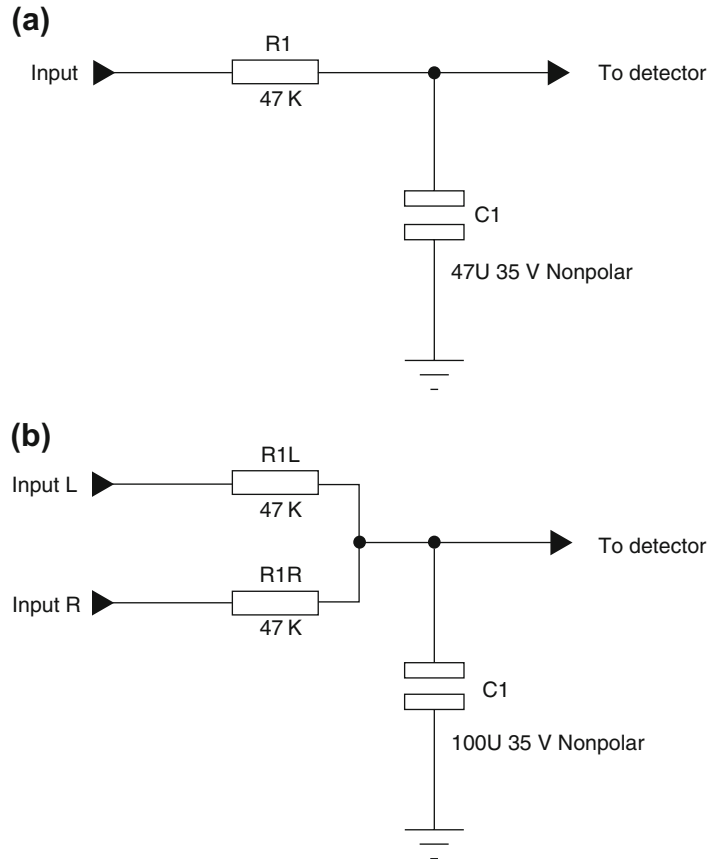 (a)
R1
Input
To detector
47 K
C1
47U 35 V Nonpolar
(b)
R1L
Input L
47 K
To detector
R1R
Input R
47 K
C1
100U 35 V Nonpolar